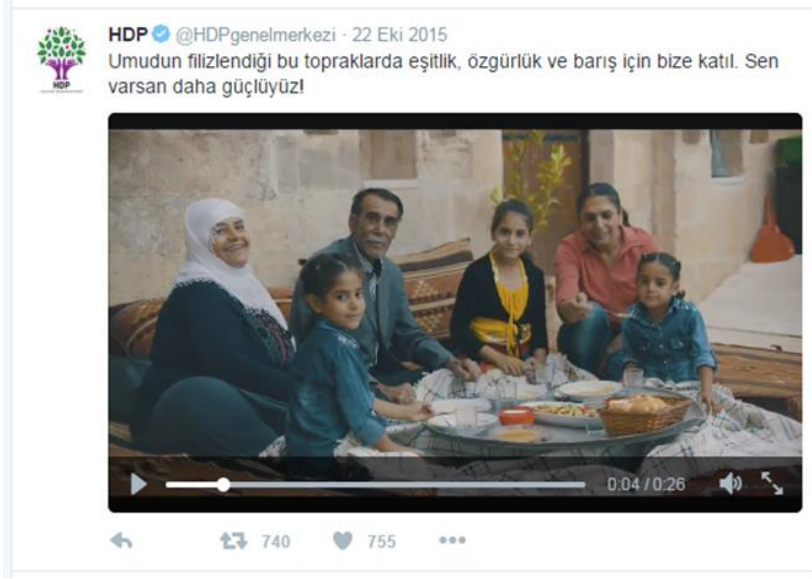 HDP @HDPgenelmerkezi · 22 Eki 2015
Umudun filizlendiği bu topraklarda eşitlik, özgürlük ve barış için bize katıl. Sen
varsan daha güçlüyüz!
HDP
0:04 / 0:26
740 755